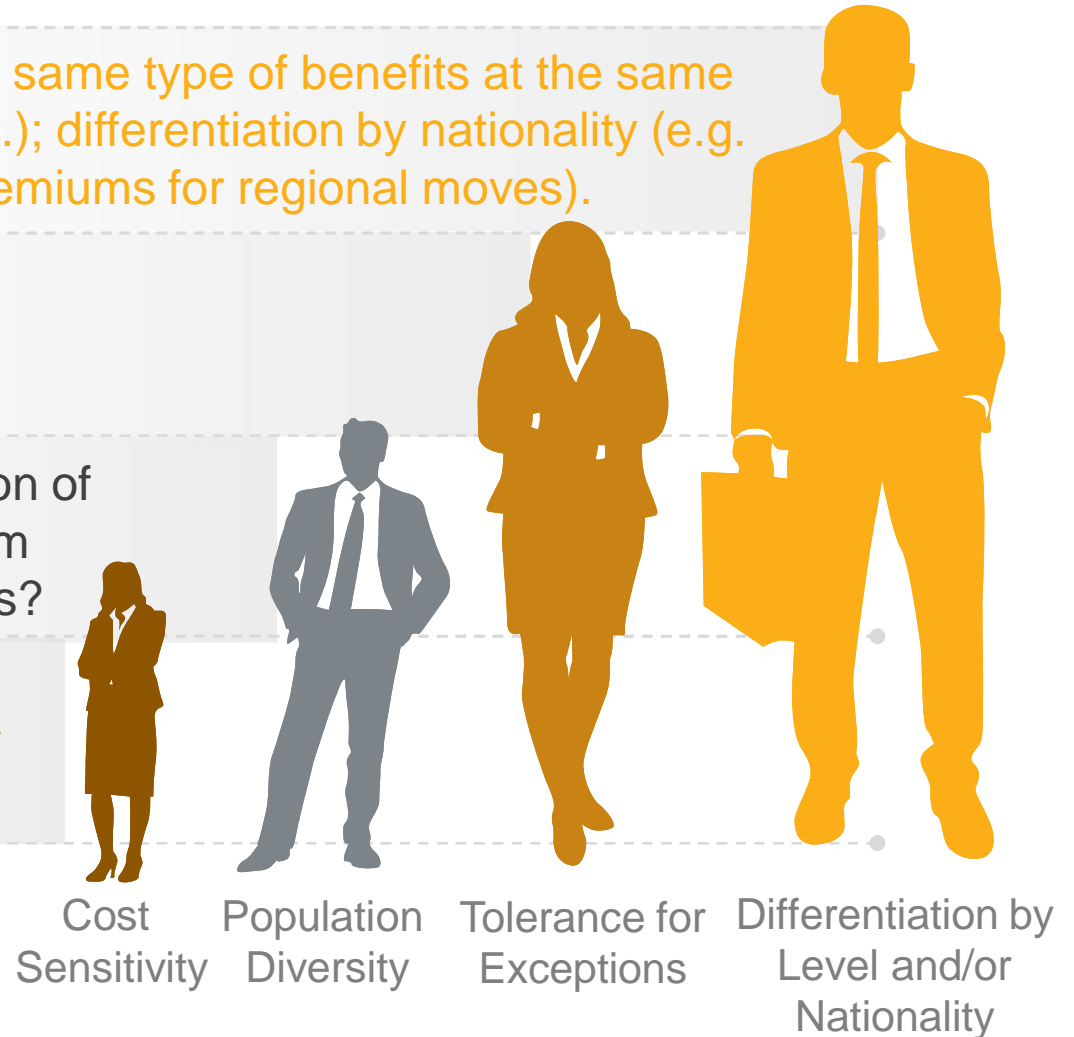 same type of benefits at the same
.); differentiation by nationality (e.g.
emiums for regional moves).
on of
m
s?
Cost
Sensitivity
Population
Diversity
Tolerance for
Exceptions
Differentiation by
Level and/or
Nationality